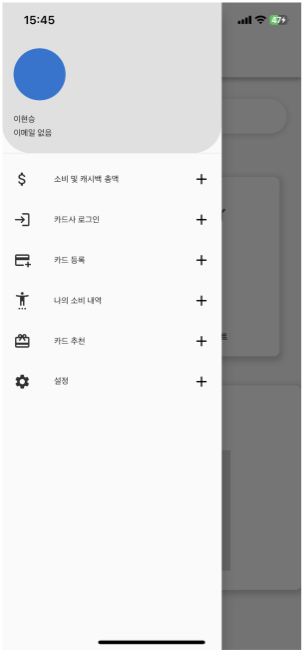 15:45
47
이현승
이메일 없음
소비 및 캐시백 총액
카드사 로그인
카드 등록
나의 소비 내역
카드 추천
설정